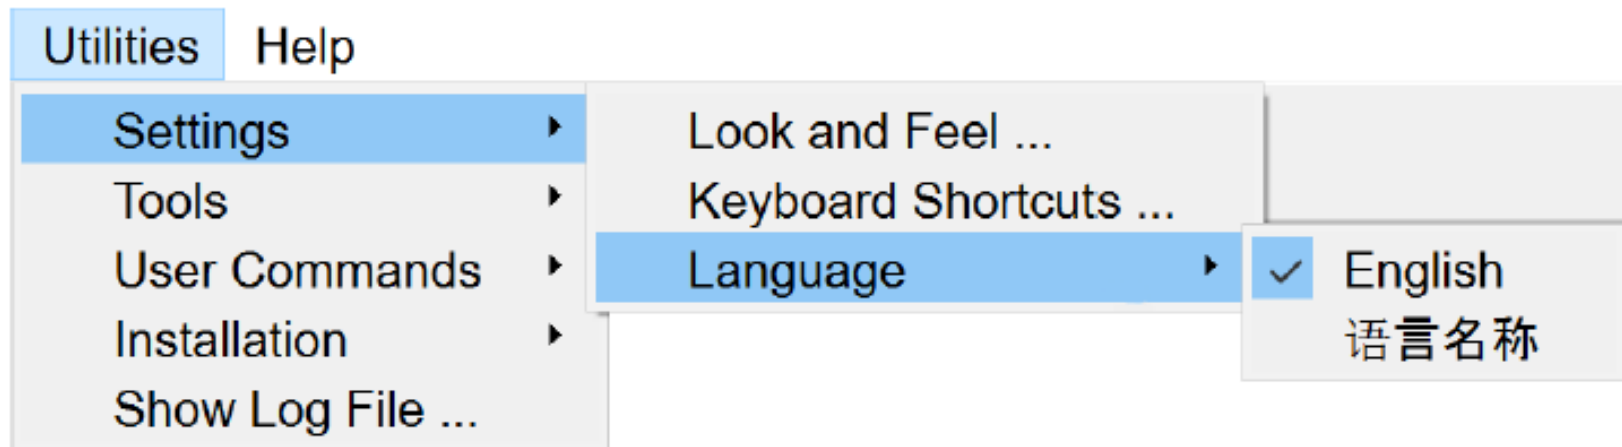 Utilities Help
Settings
Tools
User Commands
Installation
Show Log File ...
Look and Feel ...
Keyboard Shortcuts ...
Language
English
语言名称